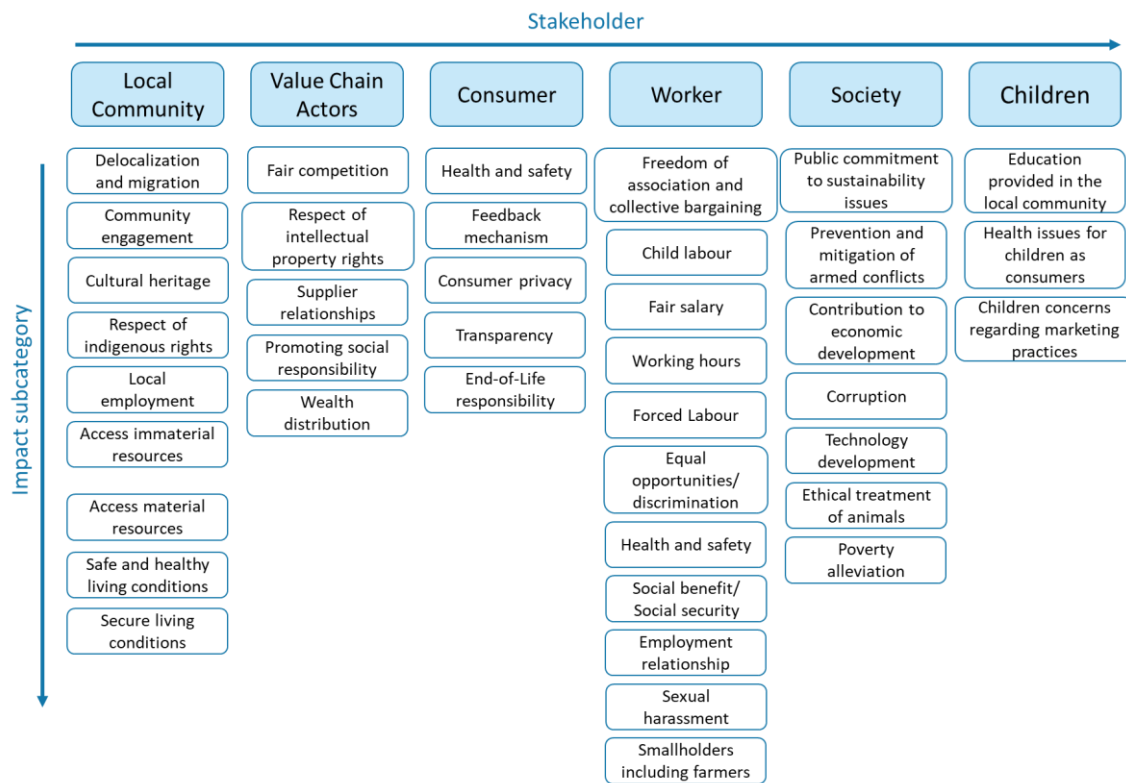 Stakeholder
Local
Community
Value Chain
Actors
Consumer
Worker
Society
Children
Impact subcategory
Delocalization
and migration
Community
engagement
Cultural heritage
Respect of
indigenous rights
Local
employment
Access immaterial
resources
Access material
resources
Safe and healthy
living conditions
Secure living
conditions
Fair competition
Respect of
intellectual
property rights
Supplier
relationships
Promoting social
responsibility
Wealth
distribution
Health and safety
Feedback
mechanism
Consumer privacy
Transparency
End-of-Life
responsibility
Freedom of
association and
collective bargaining
Child labour
Fair salary
Working hours
Forced Labour
Equal
opportunities/
discrimination
Health and safety
Social benefit/
Social security
Employment
relationship
Sexual
harassment
Smallholders
including farmers
Public commitment
to sustainability
issues
Prevention and
mitigation of
armed conflicts
Contribution to
economic
development
Corruption
Technology
development
Ethical treatment
of animals
Poverty
alleviation
Education
provided in the
local community
Health issues for
children as
consumers
Children concerns
regarding marketing
practices